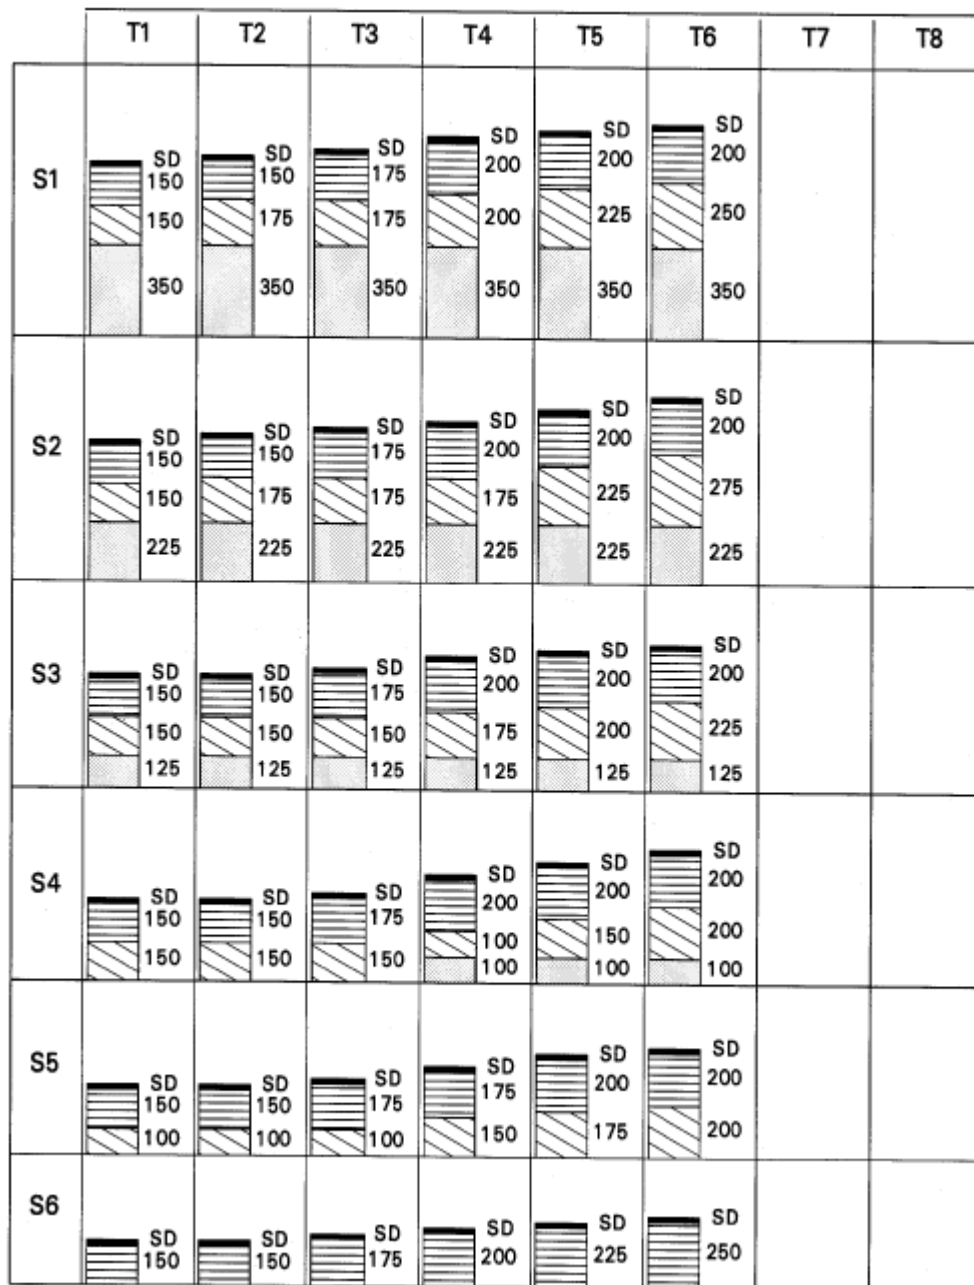 T1 T2 T3 T4 T5 T6 T7 T8
S1
SD SD SD SD SD SD
150 150 175 200 200 200
150 175 175 200 225 250
350 350 350 350 350 350
S2
SD SD SD SD SD SD
150 150 175 200 200 200
150 175 175 175 225 275
225 225 225 225 225 225
S3
SD SD SD SD SD SD
150 150 175 200 200 200
150 150 150 175 200 225
125 125 125 125 125 125
S4
SD SD SD SD SD SD
150 150 175 200 200 200
150 150 150 100 150 200
100 100 100
S5
SD SD SD SD SD SD
150 150 175 175 200 200
100 100 100 150 175 200
S6
SD SD SD SD SD SD
150 150 175 200 225 250